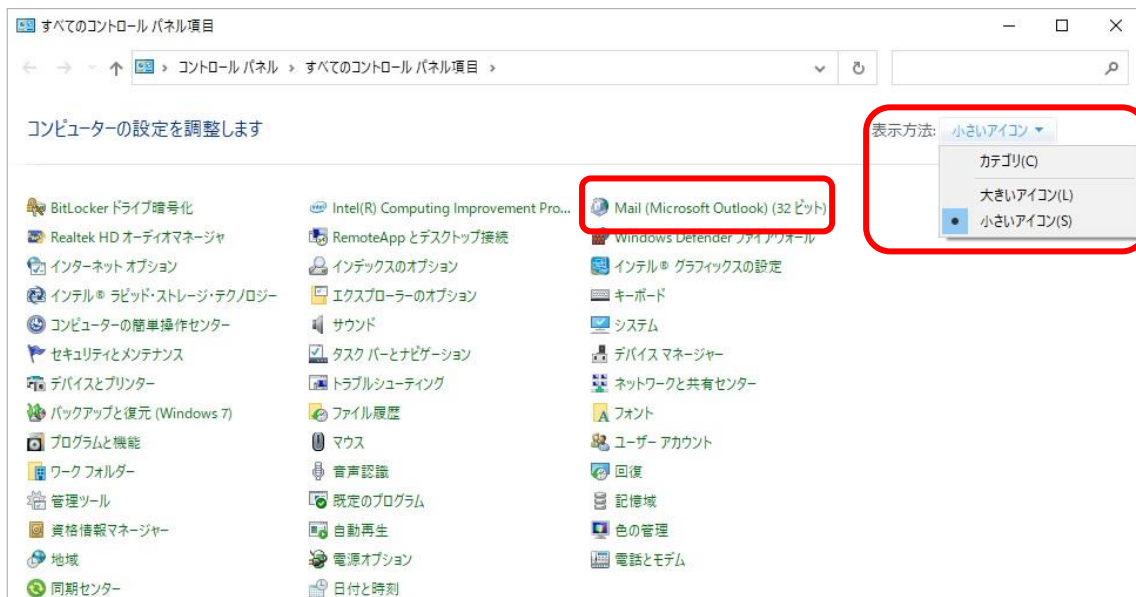 すべてのコントロール パネル項目
コントロール パネル › すべてのコントロール パネル項目 ›
コンピューターの設定を調整します
表示方法: 小さいアイコン
カテゴリ(C)
大きいアイコン(L)
小さいアイコン(S)
BitLocker ドライブ暗号化
Intel(R) Computing Improvement Pro...
Mail (Microsoft Outlook) (32 ビット)
Realtek HD オーディオマネージャ
RemoteApp とデスクトップ接続
Windows Defender ファイアウォール
インターネット オプション
インデックスのオプション
インテル® グラフィックスの設定
インテル® ラピッド・ストレージ・テクノロジー
エクスプローラーのオプション
キーボード
コンピューターの簡単操作センター
サウンド
システム
セキュリティとメンテナンス
タスク バーとナビゲーション
デバイス マネージャー
デバイスとプリンター
トラブルシューティング
ネットワークと共有センター
バックアップと復元 (Windows 7)
ファイル履歴
フォント
プログラムと機能
マウス
ユーザー アカウント
ワーク フォルダー
音声認識
回復
管理ツール
既定のプログラム
記憶域
資格情報マネージャー
自動再生
色の管理
地域
電源オプション
電話とモデム
同期センター
日付と時刻